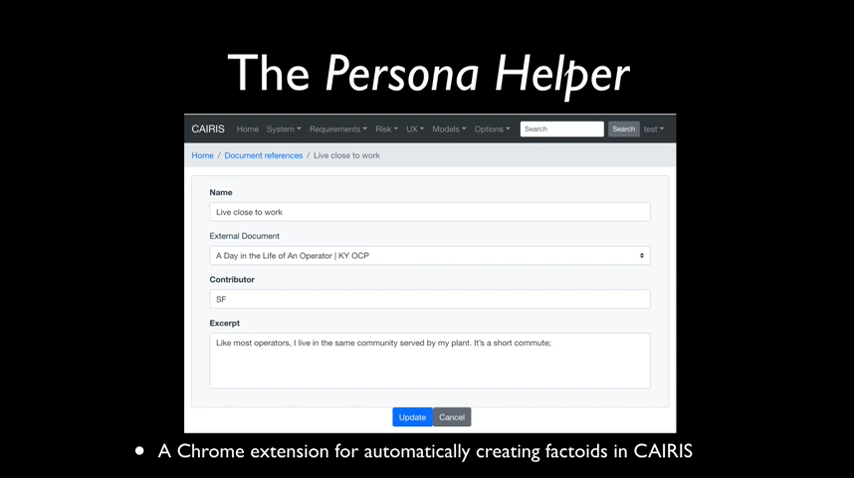 The Persona Helper
CAIRIS Home System Requirements Risk UX Models Options Search Search test
Home / Document references / Live close to work
Name
Live close to work
External Document
A Day in the Life of An Operator | KY OCP
Contributor
SF
Excerpt
Like most operators, I live in the same community served by my plant. It's a short commute;
Update Cancel
• A Chrome extension for automatically creating factoids in CAIRIS